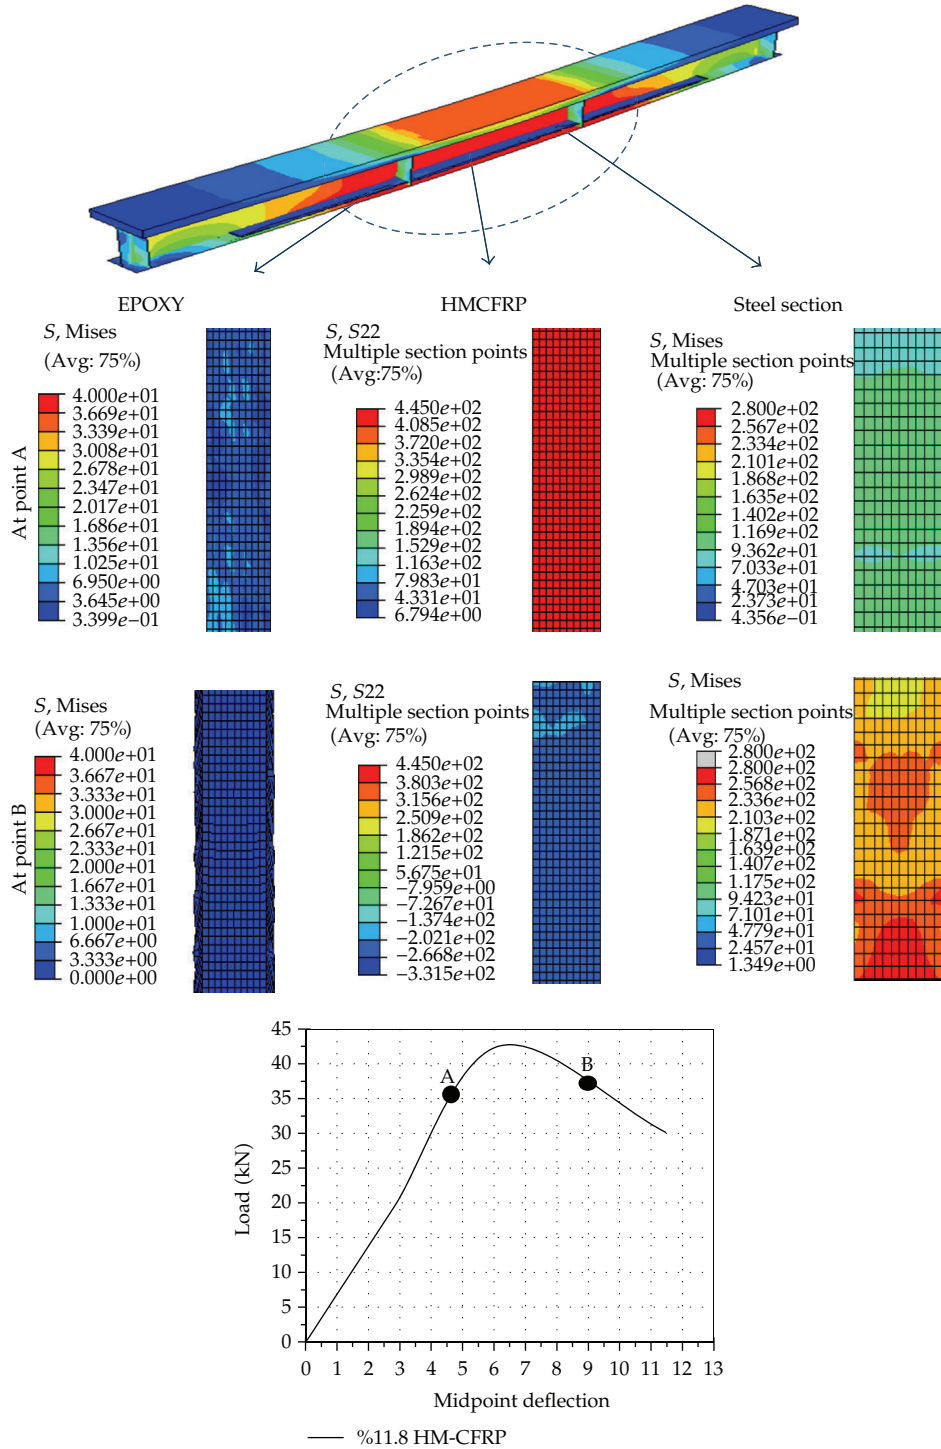 EPOXY
HMCFRP
Steel section
At point A
S, Mises
(Avg: 75%)
4.000e+01
3.669e+01
3.339e+01
3.008e+01
2.678e+01
2.347e+01
2.017e+01
1.686e+01
1.356e+01
1.025e+01
6.950e+00
3.645e+00
3.399e−01
S, S22
Multiple section points
(Avg:75%)
4.450e+02
4.085e+02
3.720e+02
3.354e+02
2.989e+02
2.624e+02
2.259e+02
1.894e+02
1.529e+02
1.163e+02
7.983e+01
4.331e+01
6.794e+00
S, Mises
Multiple section points
(Avg: 75%)
2.800e+02
2.567e+02
2.334e+02
2.101e+02
1.868e+02
1.635e+02
1.402e+02
1.169e+02
9.362e+01
7.033e+01
4.703e+01
2.373e+01
4.356e−01
At point B
S, Mises
(Avg: 75%)
4.000e+01
3.667e+01
3.333e+01
3.000e+01
2.667e+01
2.333e+01
2.000e+01
1.667e+01
1.333e+01
1.000e+01
6.667e+00
3.333e+00
0.000e+00
S, S22
Multiple section points
(Avg: 75%)
4.450e+02
3.803e+02
3.156e+02
2.509e+02
1.862e+02
1.215e+02
5.675e+01
−7.959e+00
−7.267e+01
−1.374e+02
−2.021e+02
−2.668e+02
−3.315e+02
S, Mises
Multiple section points
(Avg: 75%)
2.800e+02
2.800e+02
2.568e+02
2.336e+02
2.103e+02
1.871e+02
1.639e+02
1.407e+02
1.175e+02
9.423e+01
7.101e+01
4.779e+01
2.457e+01
1.349e+00
45
40
35
30
25
20
15
10
5
0
Load (kN)
A
B
0 1 2 3 4 5 6 7 8 9 10 11 12 13
Midpoint deflection
%11.8 HM-CFRP